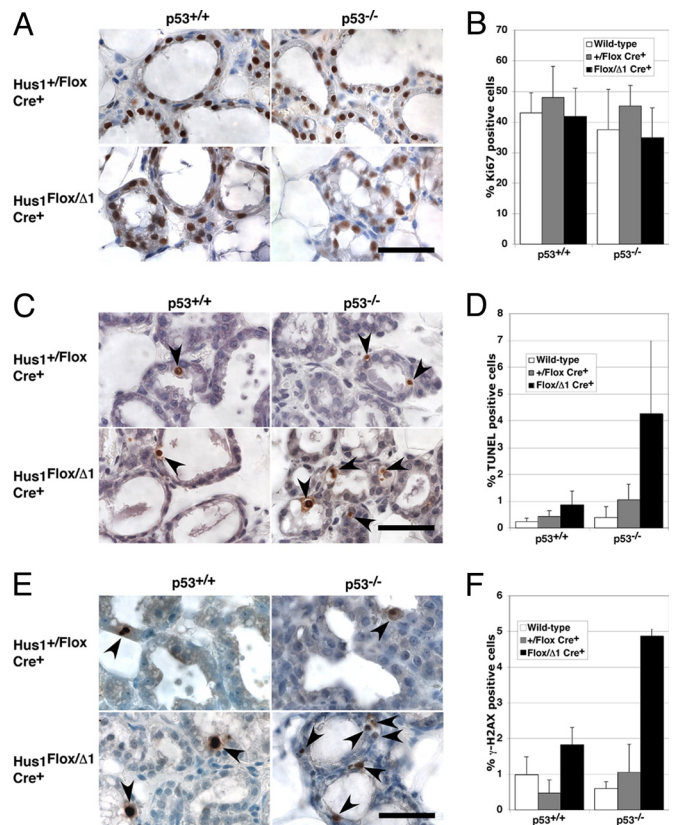 A
p53+/+
p53-/-
Hus1+/Flox
Cre+
Hus1Flox/Δ1
Cre+
B
70
60
50
40
30
20
10
0
% Ki67 positive cells
Wild-type
+/Flox Cre+
Flox/Δ1 Cre+
p53+/+
p53-/-
C
p53+/+
p53-/-
Hus1+/Flox
Cre+
Hus1Flox/Δ1
Cre+
D
8
7
6
5
4
3
2
1
0
% TUNEL positive cells
Wild-type
+/Flox Cre+
Flox/Δ1 Cre+
p53+/+
p53-/-
E
p53+/+
p53-/-
Hus1+/Flox
Cre+
Hus1Flox/Δ1
Cre+
F
6
5
4
3
2
1
0
% γ-H2AX positive cells
Wild-type
+/Flox Cre+
Flox/Δ1 Cre+
p53+/+
p53-/-